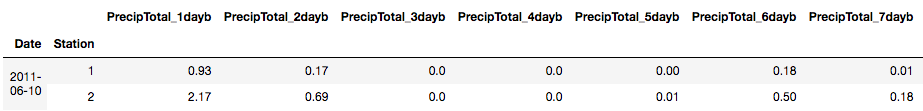 PrecipTotal_1dayb PrecipTotal_2dayb PrecipTotal_3dayb PrecipTotal_4dayb PrecipTotal_5dayb PrecipTotal_6dayb PrecipTotal_7dayb
Date Station
2011-06-10 1 0.93 0.17 0.0 0.0 0.00 0.18 0.01
2 2.17 0.69 0.0 0.0 0.01 0.50 0.18